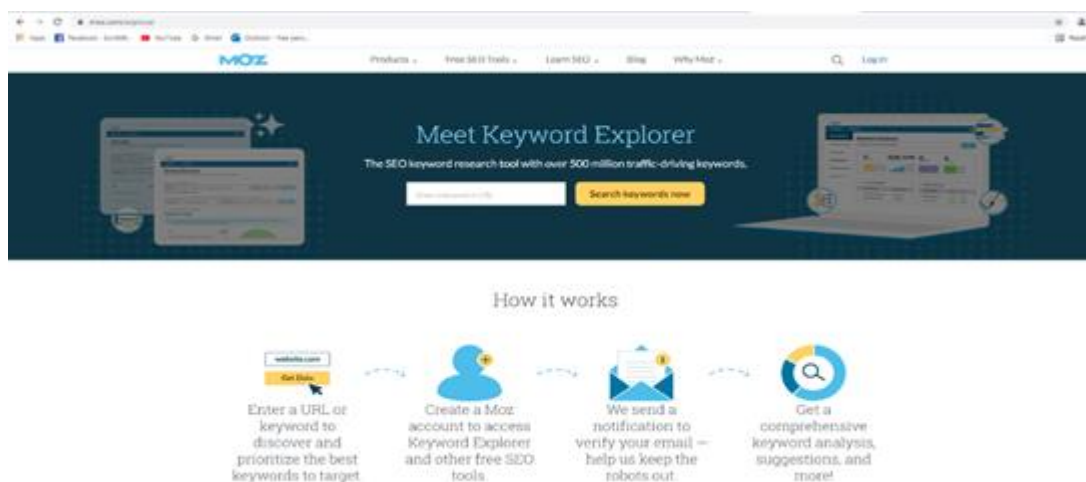 Apps Facebook YouTube Gmail
MOZ Products Free SEO Tools Learn SEO Blog Why Moz Log in
Meet Keyword Explorer
The SEO keyword research tool with over 500 million traffic-driving keywords.
Search keywords now
How it works
website.com
Get Data
Enter a URL or
keyword to
discover and
prioritize the best
keywords to target
Create a Moz
account to access
Keyword Explorer
and other free SEO
tools.
We send a
notification to
verify your email —
help us keep the
robots out.
Get a
comprehensive
keyword analysis,
suggestions, and
more!